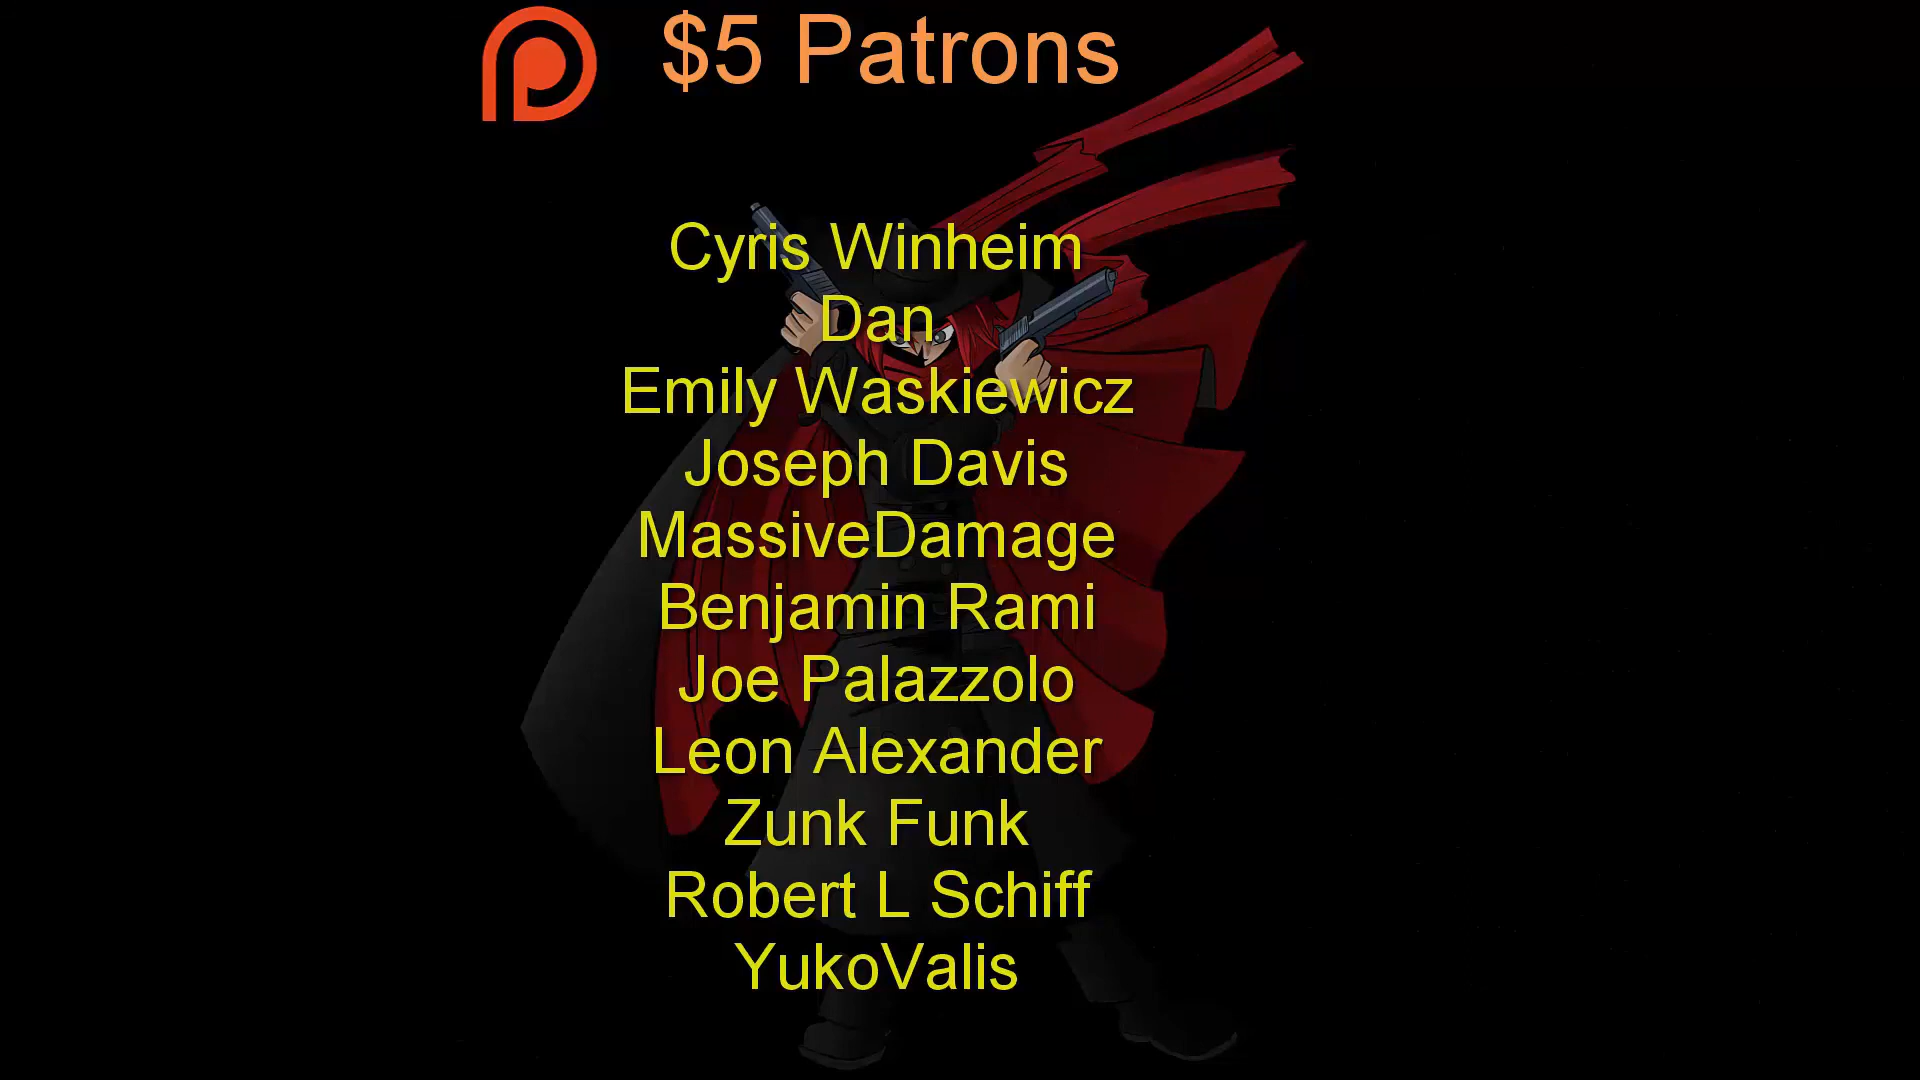 $5 Patrons
Cyris Winheim
Dan
Emily Waskiewicz
Joseph Davis
MassiveDamage
Benjamin Rami
Joe Palazzolo
Leon Alexander
Zunk Funk
Robert L Schiff
YukoValis